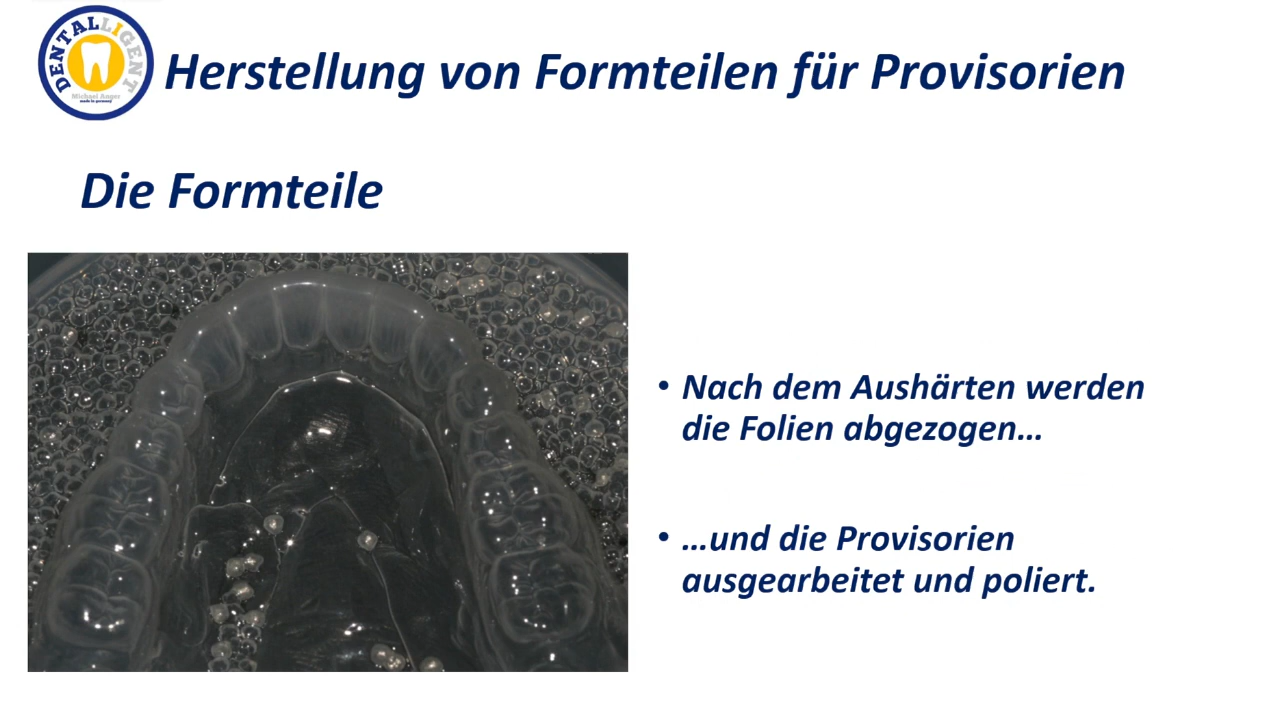 DENTALLIGENT
Michael Anger
made in germany
Herstellung von Formteilen für Provisorien
Die Formteile
• Nach dem Aushärten werden
die Folien abgezogen…
• …und die Provisorien
ausgearbeitet und poliert.